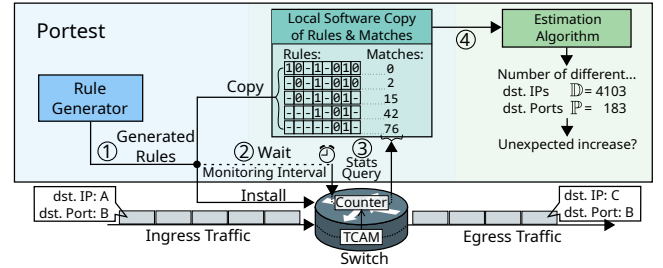 Portest
Rule
Generator
① Generated
Rules
Copy
Local Software Copy
of Rules & Matches
Rules: Matches:
10-1-010 0
-0-1-010 2
-0-1-01- 15
---1-01- 42
-----01- 76
④
Estimation
Algorithm
Number of different...
dst. IPs 𝔻 = 4103
dst. Ports ℙ = 183
Unexpected increase?
② Wait
Monitoring Interval
③
Stats
Query
Install
dst. IP: A
dst. Port: B
Ingress Traffic
Counter
TCAM
Switch
dst. IP: C
dst. Port: B
Egress Traffic